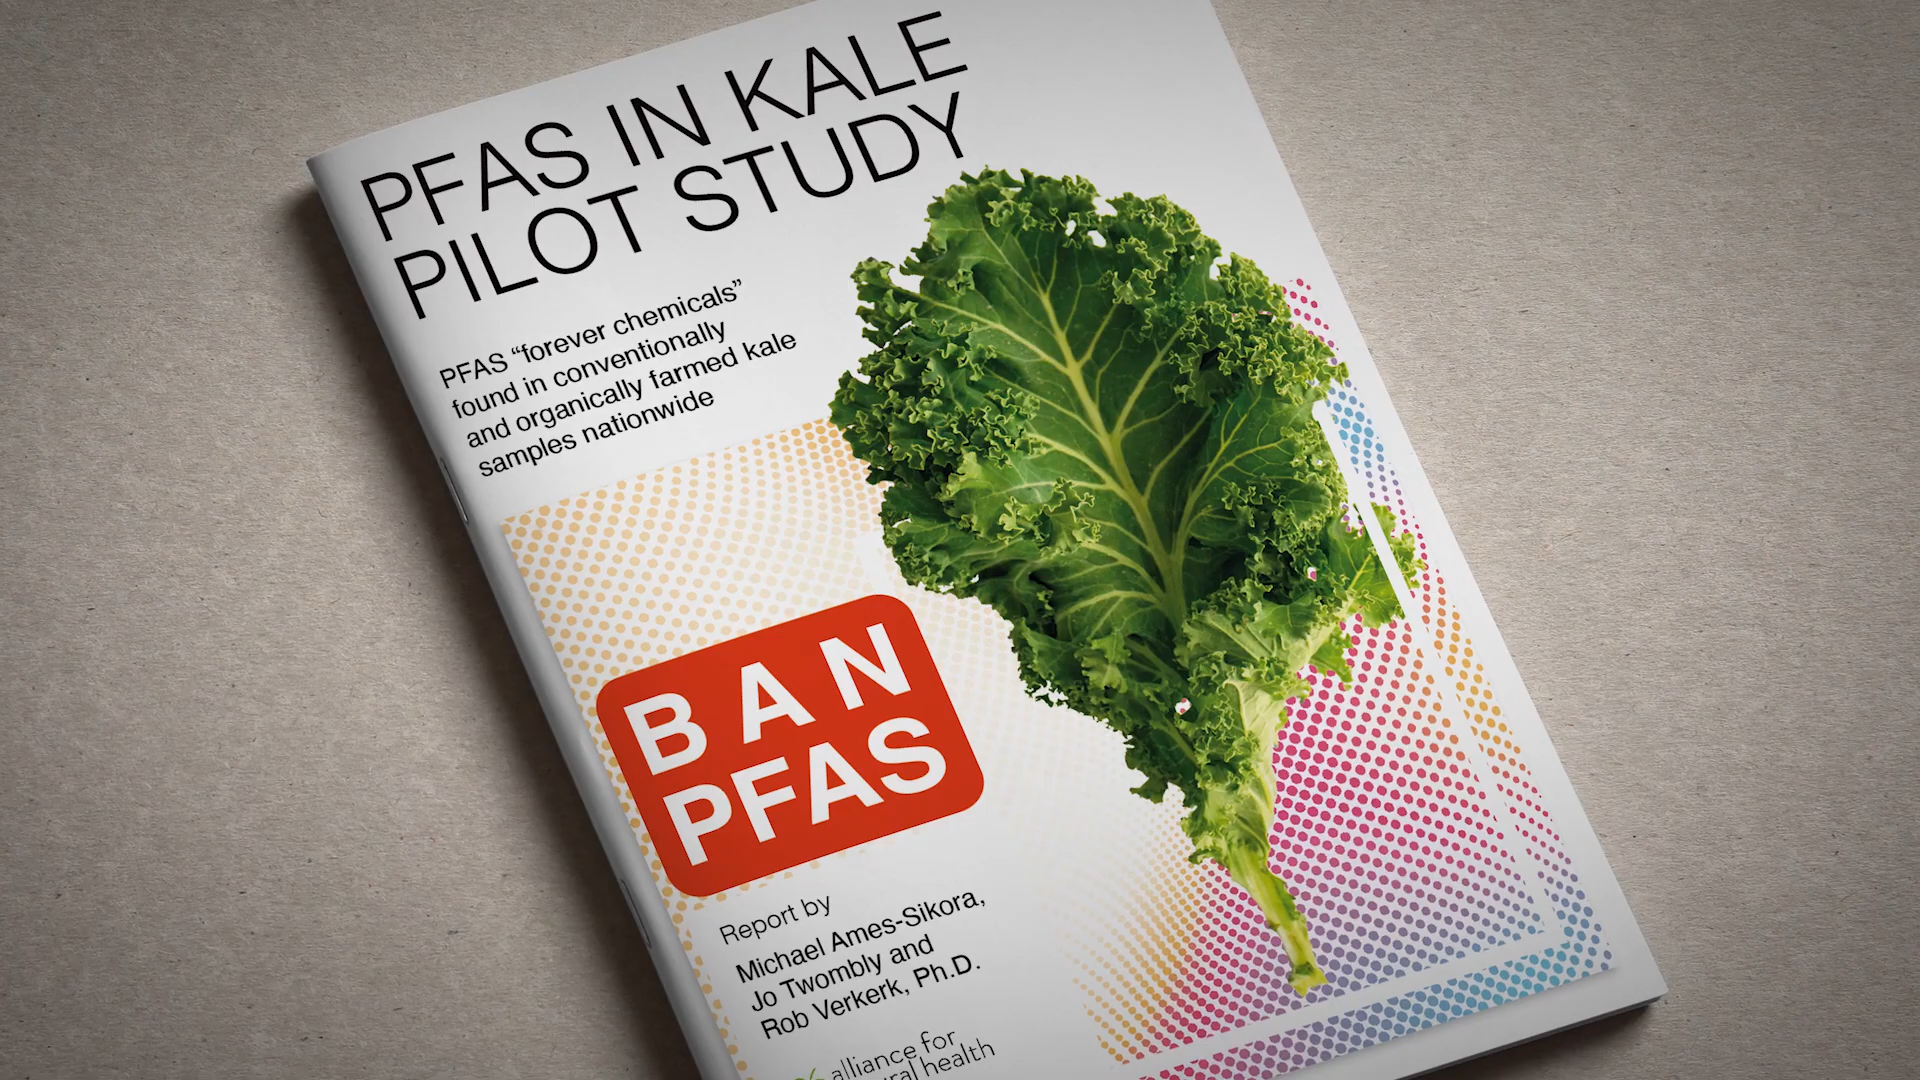 PFAS IN KALE
PILOT STUDY
PFAS “forever chemicals”
found in conventionally
and organically farmed kale
samples nationwide
BAN
PFAS
Report by
Michael Ames-Sikora,
Jo Twombly and
Rob Verkerk, Ph.D.
alliance for
health